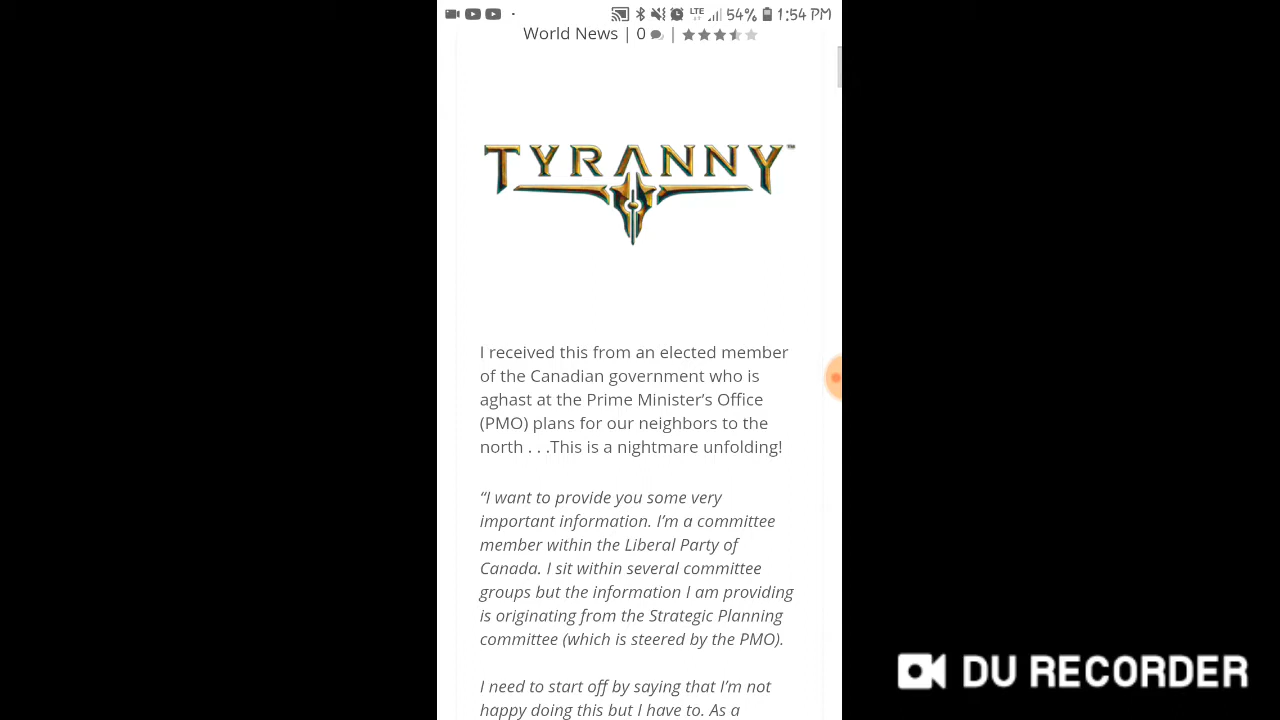 LTE 54% 1:54 PM
World News | 0 |
TYRANNY™
I received this from an elected member
of the Canadian government who is
aghast at the Prime Minister’s Office
(PMO) plans for our neighbors to the
north . . .This is a nightmare unfolding!
“I want to provide you some very
important information. I’m a committee
member within the Liberal Party of
Canada. I sit within several committee
groups but the information I am providing
is originating from the Strategic Planning
committee (which is steered by the PMO).
I need to start off by saying that I’m not
happy doing this but I have to. As a
DU RECORDER